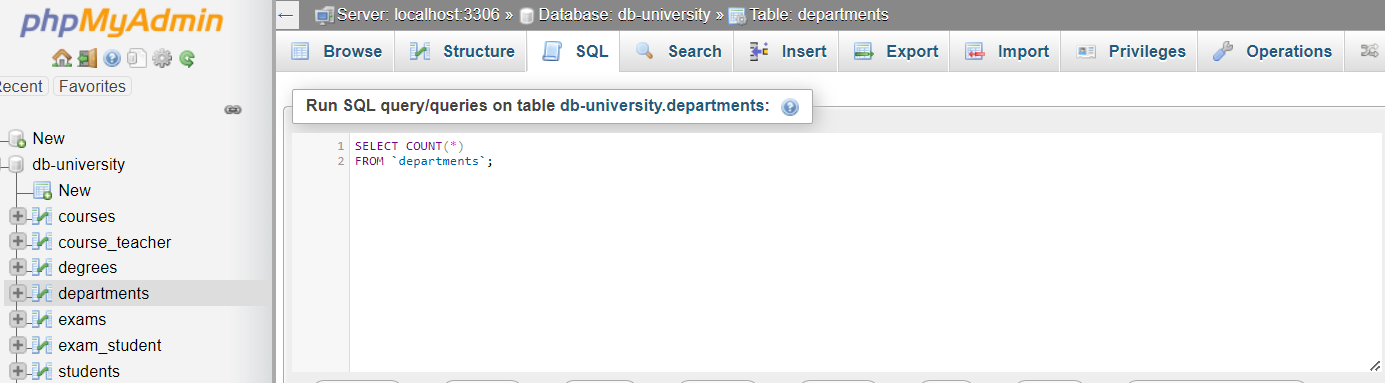 phpMyAdmin
Recent Favorites
New
db-university
New
courses
course_teacher
degrees
departments
exams
exam_student
students
Server: localhost:3306 » Database: db-university » Table: departments
Browse Structure SQL Search Insert Export Import Privileges Operations
Run SQL query/queries on table db-university.departments:
1 SELECT COUNT(*)
2 FROM `departments`;